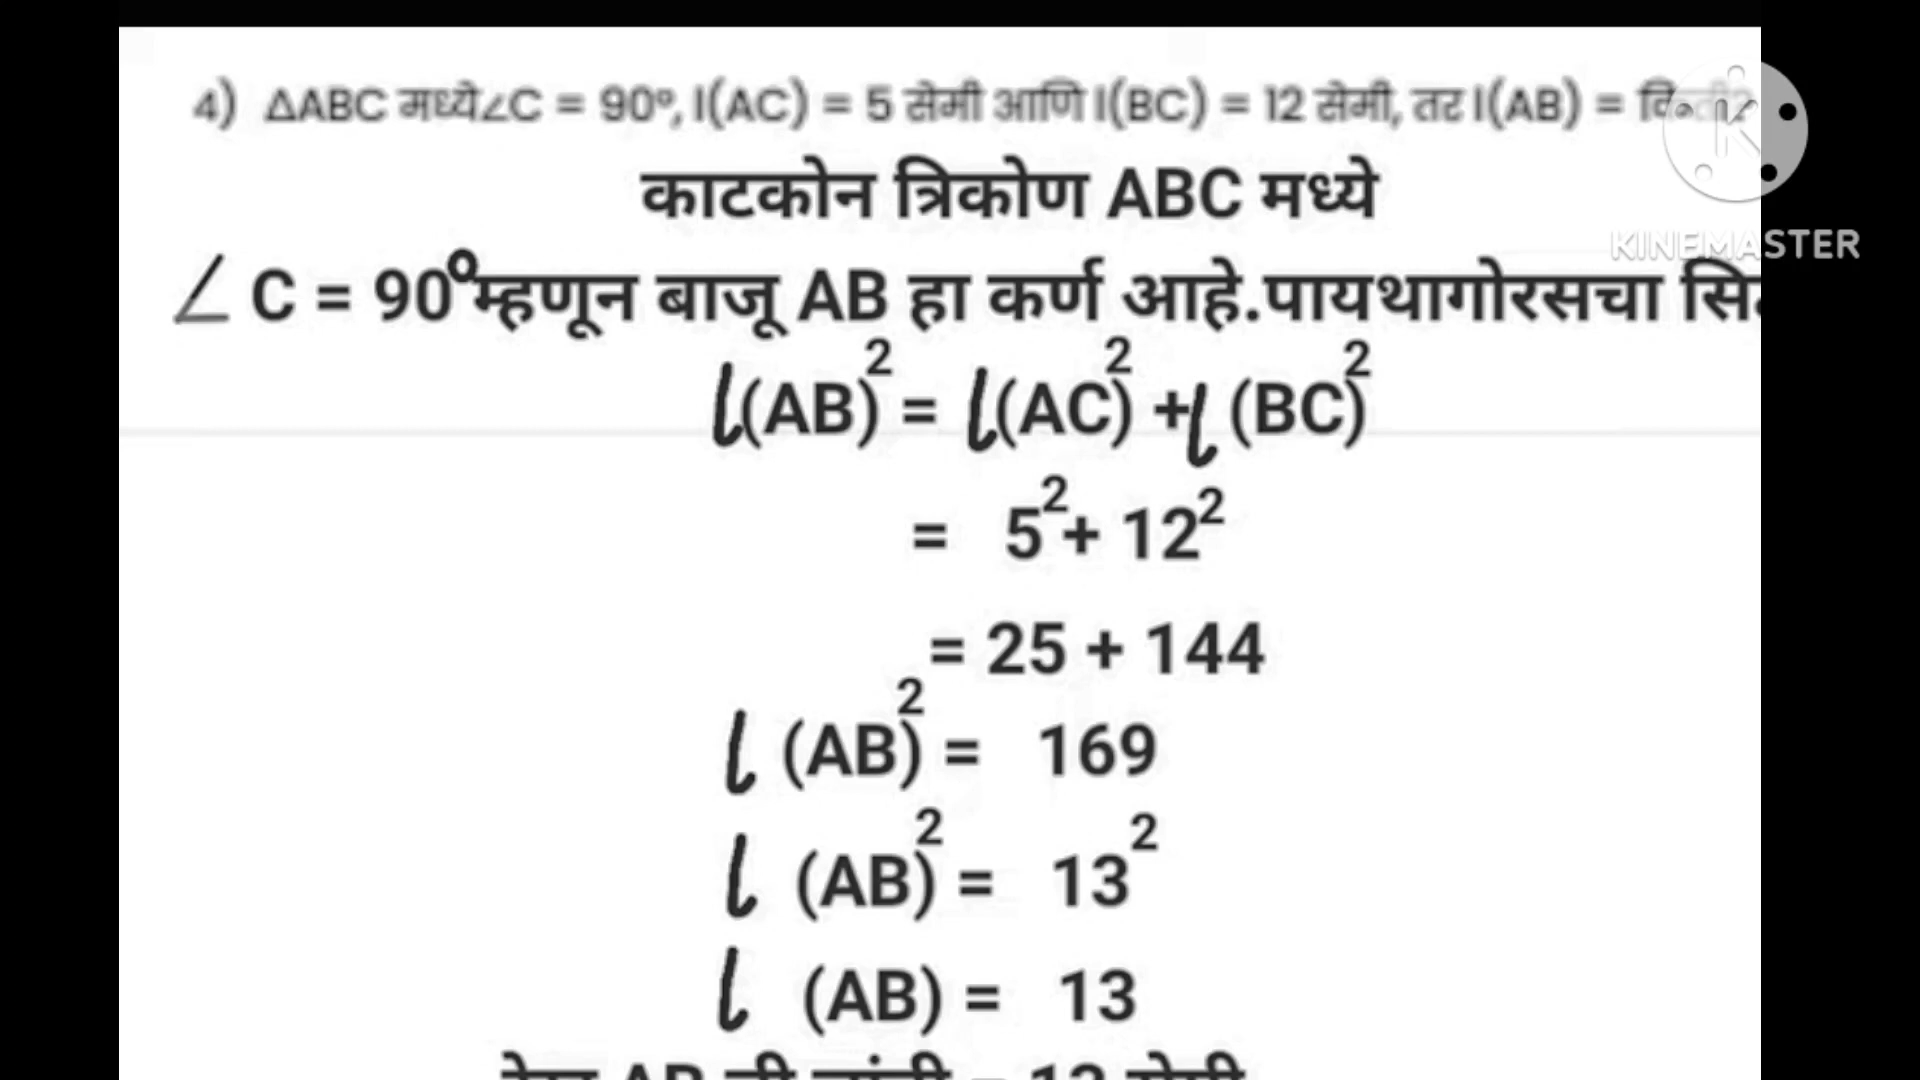 4) ΔABC मध्ये∠C = 90°, l(AC) = 5 सेमी आणि l(BC) = 12 सेमी, तर l(AB) =
काटकोन त्रिकोण ABC मध्ये
KINEMASTER
∠ C = 90° म्हणून बाजू AB हा कर्ण आहे.पायथागोरसचा
l(AB)² = l(AC)² + l (BC)²
= 5² + 12²
= 25 + 144
l (AB)² = 169
l (AB)² = 13²
l (AB) = 13